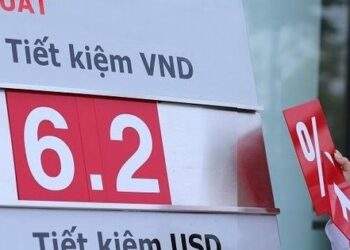 UẤT
Tiết kiệm VND
6.2 %
Tiết kiệm USD